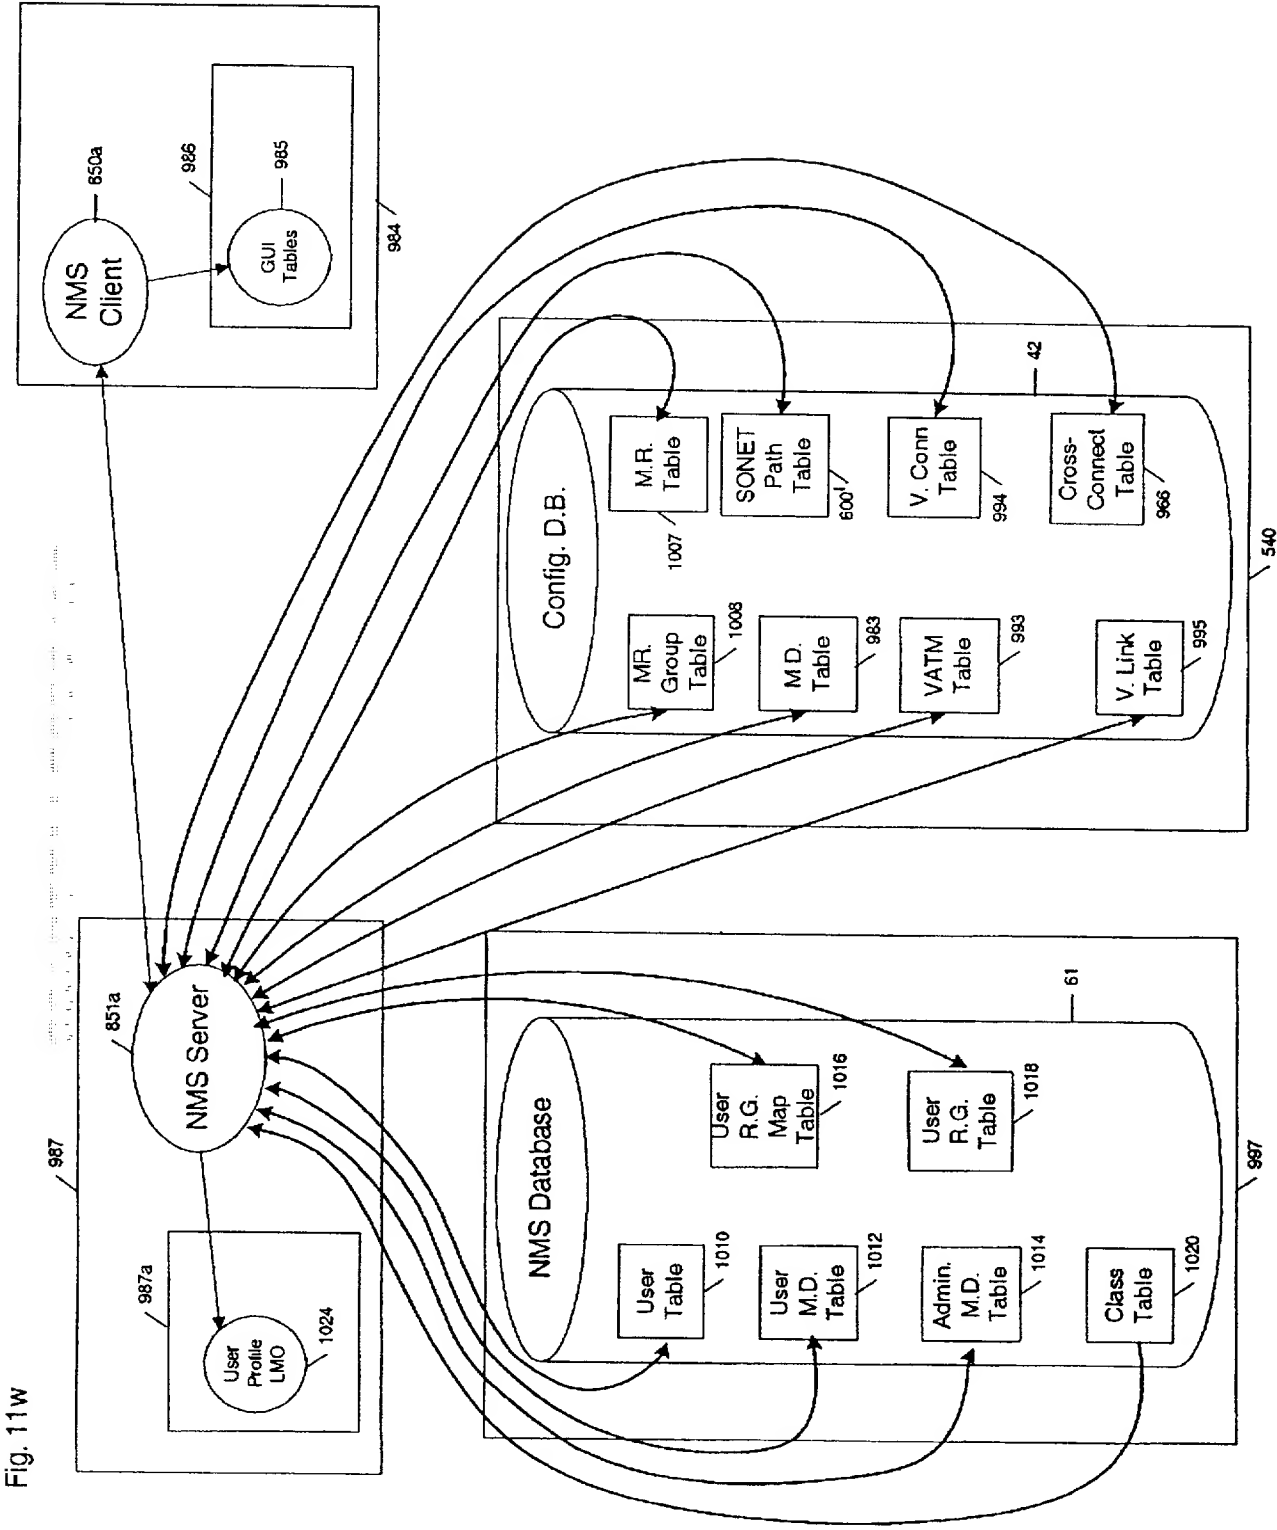 Fig. 11w
987
851a
NMS Server
987a
User
Profile
LMO
1024
NMS
Client
850a
986
GUI
Tables
985
984
NMS Database
61
User
Table
1010
User
M.D.
Table
1012
Admin.
M.D.
Table
1014
Class
Table
1020
User
R.G.
Map
Table
1016
User
R.G.
Table
1018
997
Config. D.B.
42
MR.
Group
Table
1008
M.D.
Table
983
VATM
Table
993
V. Link
Table
995
M.R.
Table
1007
SONET
Path
Table
600'
V. Conn
Table
994
Cross-
Connect
Table
966
540